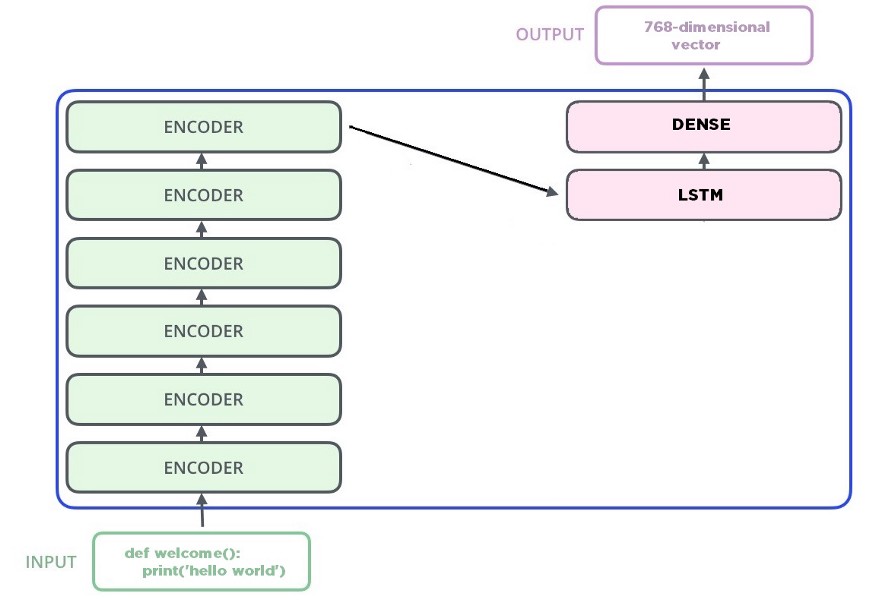 OUTPUT
768-dimensional
vector
ENCODER
ENCODER
ENCODER
ENCODER
ENCODER
ENCODER
DENSE
LSTM
INPUT
def welcome():
print('hello world')